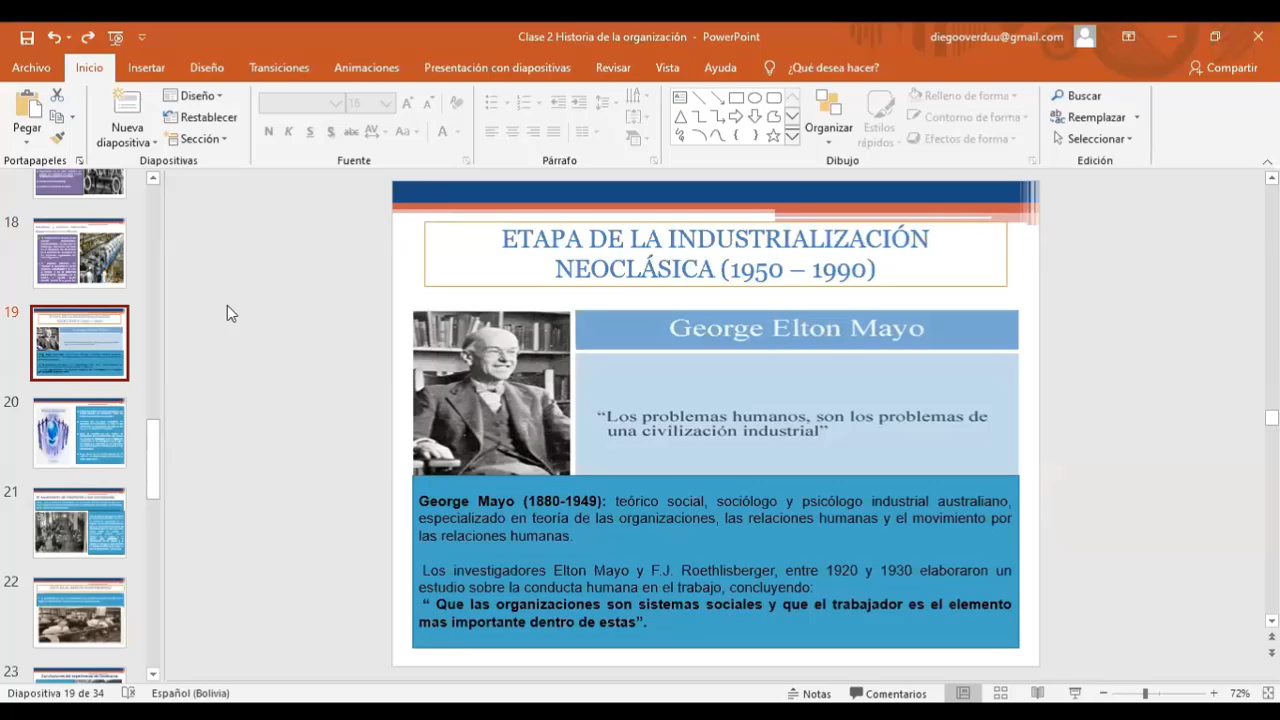 Clase 2 Historia de la organización - PowerPoint
diegooverduu@gmail.com
Archivo Inicio Insertar Diseño Transiciones Animaciones Presentación con diapositivas Revisar Vista Ayuda ¿Qué desea hacer? Compartir
Pegar
Portapapeles
Nueva
diapositiva
Diseño
Restablecer
Sección
Diapositivas
16
N K S S abc AV Aa A
Fuente
Párrafo
Organizar
Estilos
rápidos
Relleno de forma
Contorno de forma
Efectos de forma
Dibujo
Buscar
Reemplazar
Seleccionar
Edición
18
19
20
21
22
23
ETAPA DE LA INDUSTRIALIZACIÓN
NEOCLÁSICA (1950 – 1990)
George Elton Mayo
“Los problemas humanos, son los problemas de
una civilización industrial”
George Mayo (1880-1949): teórico social, sociólogo y psicólogo industrial australiano,
especializado en teoría de las organizaciones, las relaciones humanas y el movimiento por
las relaciones humanas.
Los investigadores Elton Mayo y F.J. Roethlisberger, entre 1920 y 1930 elaboraron un
estudio sobre la conducta humana en el trabajo, concluyendo:
“ Que las organizaciones son sistemas sociales y que el trabajador es el elemento
mas importante dentro de estas”.
Diapositiva 19 de 34 Español (Bolivia) Notas Comentarios 72%